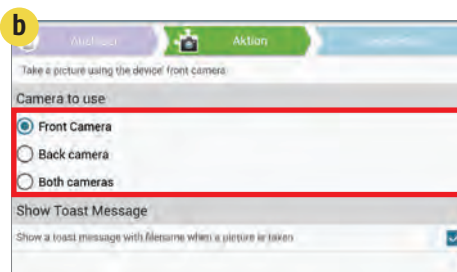 b
Auslöser
Aktion
Take a picture using the device' front camera
Camera to use
Front Camera
Back camera
Both cameras
Show Toast Message
Show a toast message with filename when a picture is taken